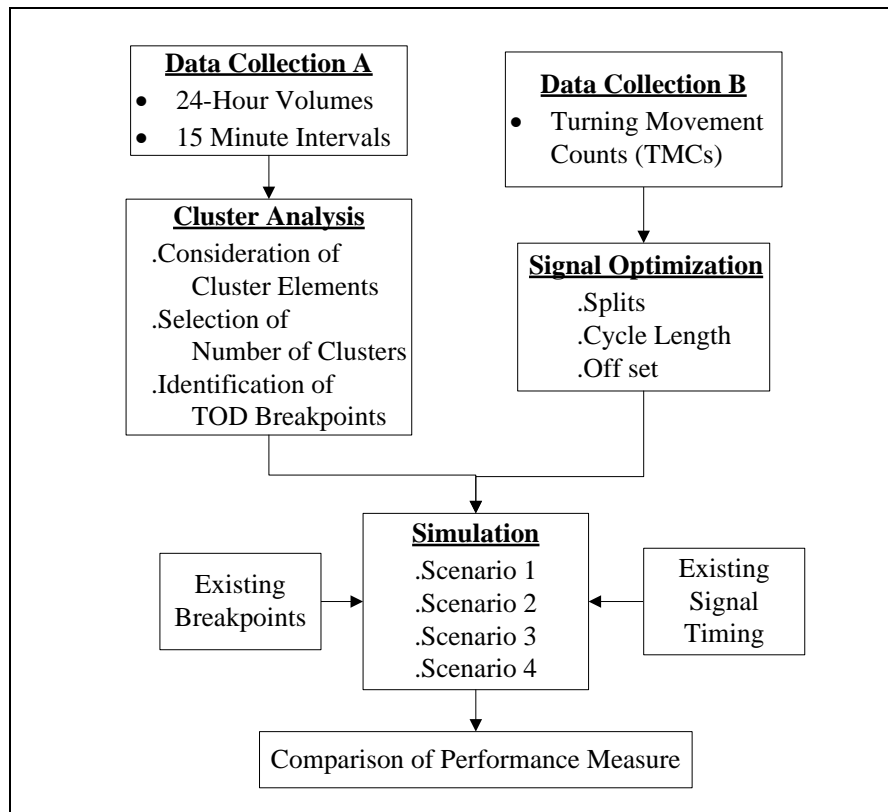 Data Collection A
• 24-Hour Volumes
• 15 Minute Intervals
Data Collection B
• Turning Movement
Counts (TMCs)
Cluster Analysis
.Consideration of
Cluster Elements
.Selection of
Number of Clusters
.Identification of
TOD Breakpoints
Signal Optimization
.Splits
.Cycle Length
.Off set
Simulation
.Scenario 1
.Scenario 2
.Scenario 3
.Scenario 4
Existing
Breakpoints
Existing
Signal
Timing
Comparison of Performance Measure